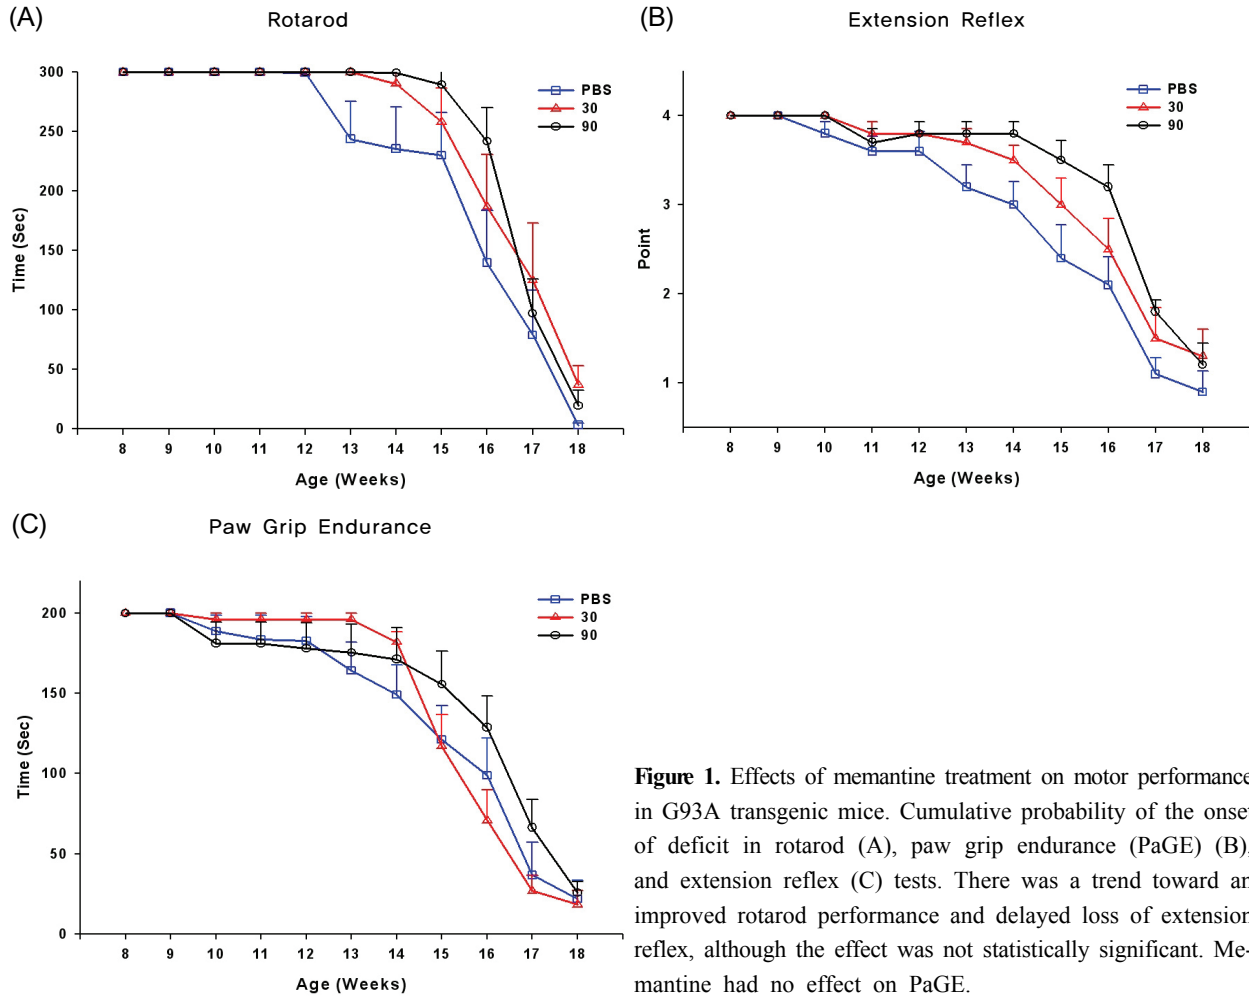 (A)
Rotarod
300
250
200
150
100
50
0
Time (Sec)
PBS
30
90
8 9 10 11 12 13 14 15 16 17 18
Age (Weeks)
(B)
Extension Reflex
4
3
2
1
Point
PBS
30
90
8 9 10 11 12 13 14 15 16 17 18
Age (Weeks)
(C)
Paw Grip Endurance
200
150
100
50
0
Time (Sec)
PBS
30
90
8 9 10 11 12 13 14 15 16 17 18
Age (Weeks)
Figure 1. Effects of memantine treatment on motor performance
in G93A transgenic mice. Cumulative probability of the onset
of deficit in rotarod (A), paw grip endurance (PaGE) (B),
and extension reflex (C) tests. There was a trend toward an
improved rotarod performance and delayed loss of extension
reflex, although the effect was not statistically significant. Me-
mantine had no effect on PaGE.